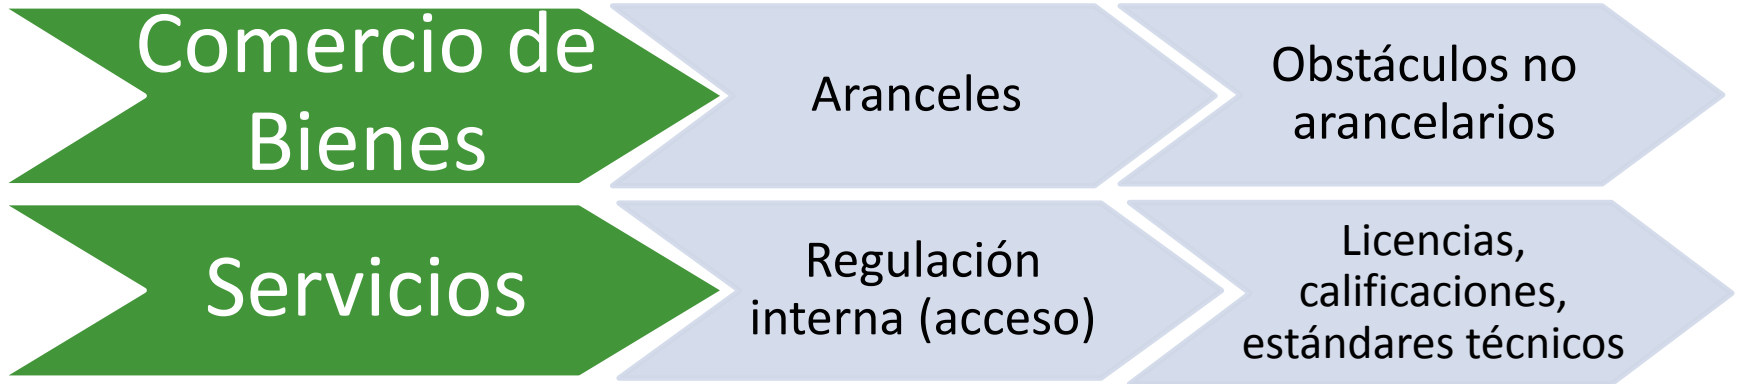 Comercio de
Bienes
Aranceles
Obstáculos no
arancelarios
Servicios
Regulación
interna (acceso)
Licencias,
calificaciones,
estándares técnicos